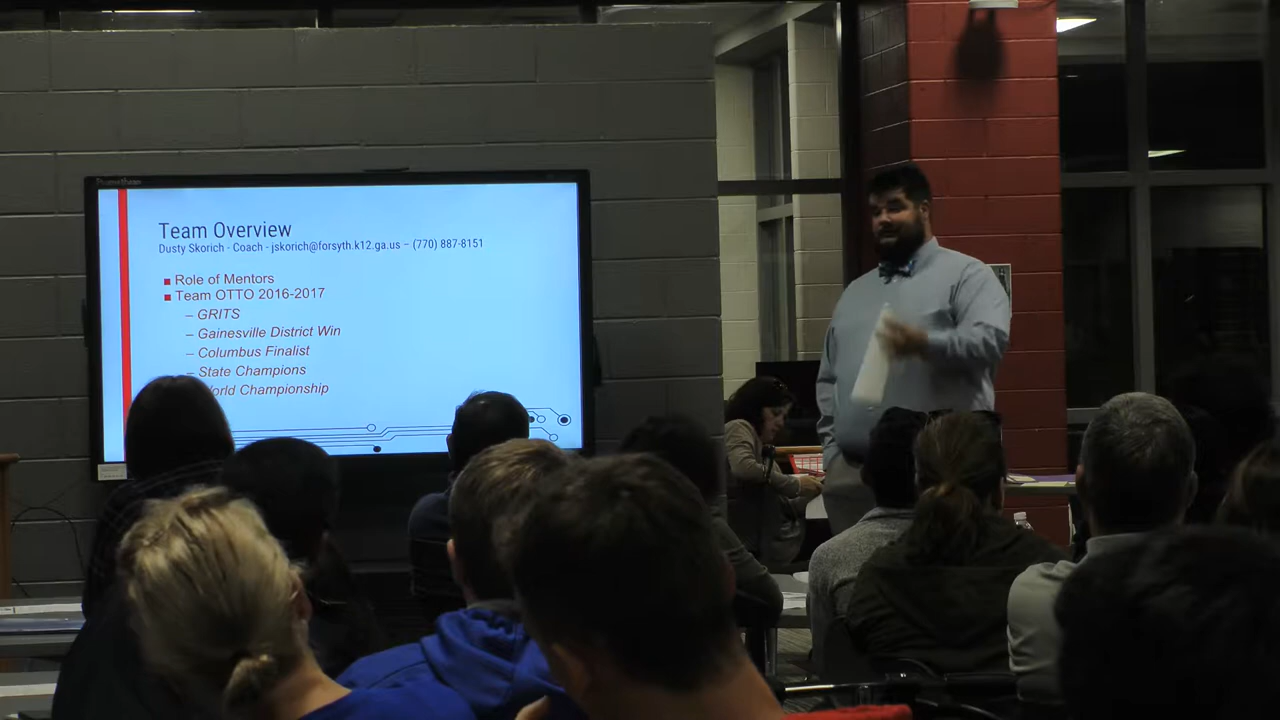 Promethean
Team Overview
Dusty Skorich - Coach - jskorich@forsyth.k12.ga.us – (770) 887-8151
Role of Mentors
Team OTTO 2016-2017
– GRITS
– Gainesville District Win
– Columbus Finalist
– State Champions
Championship